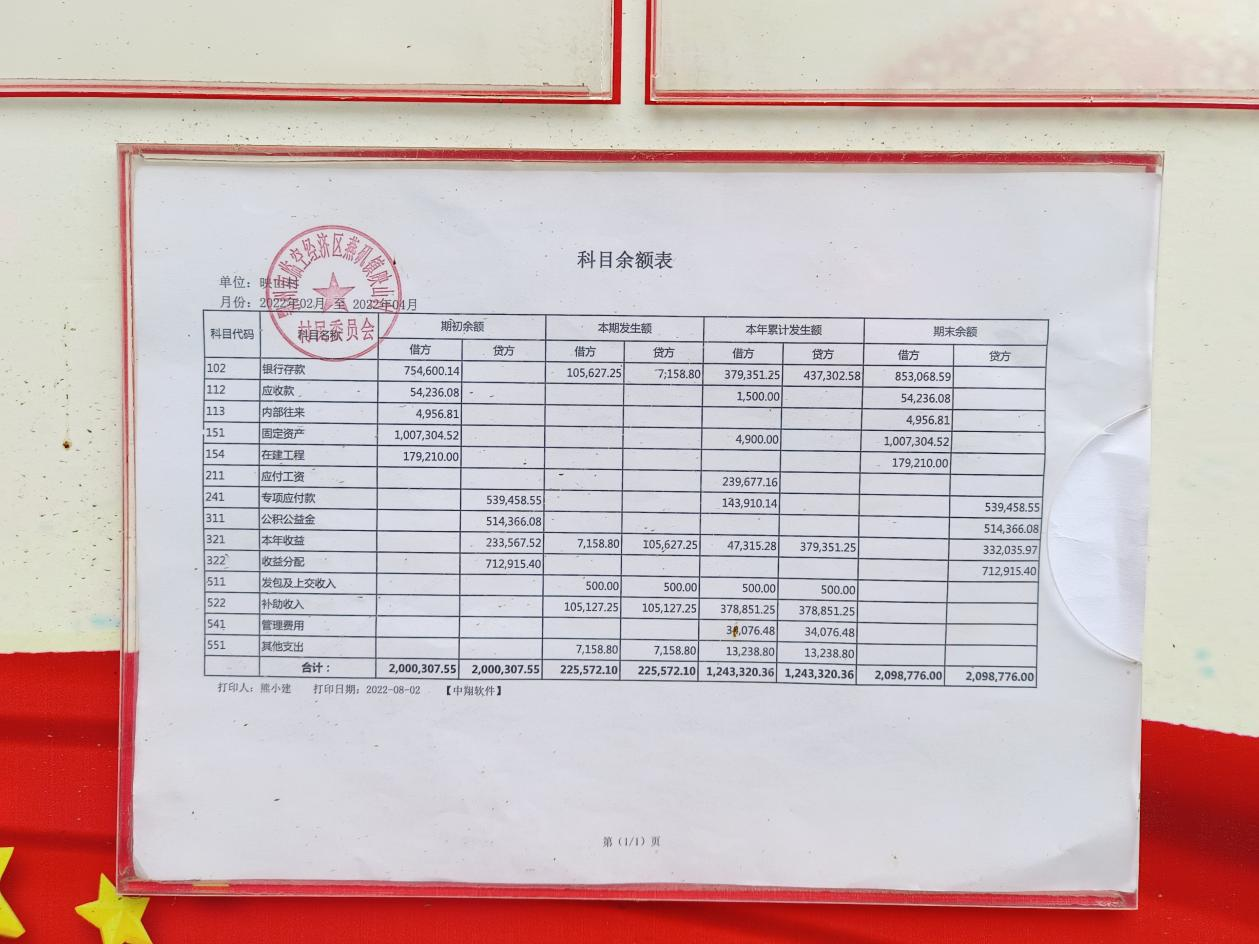 临空经济区燕矶镇映山
村民委员会
科目余额表
单位：映山村
月份：2022年02月 至 2022年04月
科目代码 科目名称 期初余额 本期发生额 本年累计发生额 期末余额
借方 贷方 借方 贷方 借方 贷方 借方 贷方
102 银行存款 754,600.14 105,627.25 7,158.80 379,351.25 437,302.58 853,068.59
112 应收款 54,236.08 1,500.00 54,236.08
113 内部往来 4,956.81 4,956.81
151 固定资产 1,007,304.52 4,900.00 1,007,304.52
154 在建工程 179,210.00 179,210.00
211 应付工资 239,677.16
241 专项应付款 539,458.55 143,910.14 539,458.55
311 公积公益金 514,366.08 514,366.08
321 本年收益 233,567.52 7,158.80 105,627.25 47,315.28 379,351.25 332,035.97
322 收益分配 712,915.40 712,915.40
511 发包及上交收入 500.00 500.00 500.00 500.00
522 补助收入 105,127.25 105,127.25 378,851.25 378,851.25
541 管理费用 34,076.48 34,076.48
551 其他支出 7,158.80 7,158.80 13,238.80 13,238.80
合计： 2,000,307.55 2,000,307.55 225,572.10 225,572.10 1,243,320.36 1,243,320.36 2,098,776.00 2,098,776.00
打印人：熊小建 打印日期：2022-08-02 【中翔软件】
第（1/1）页